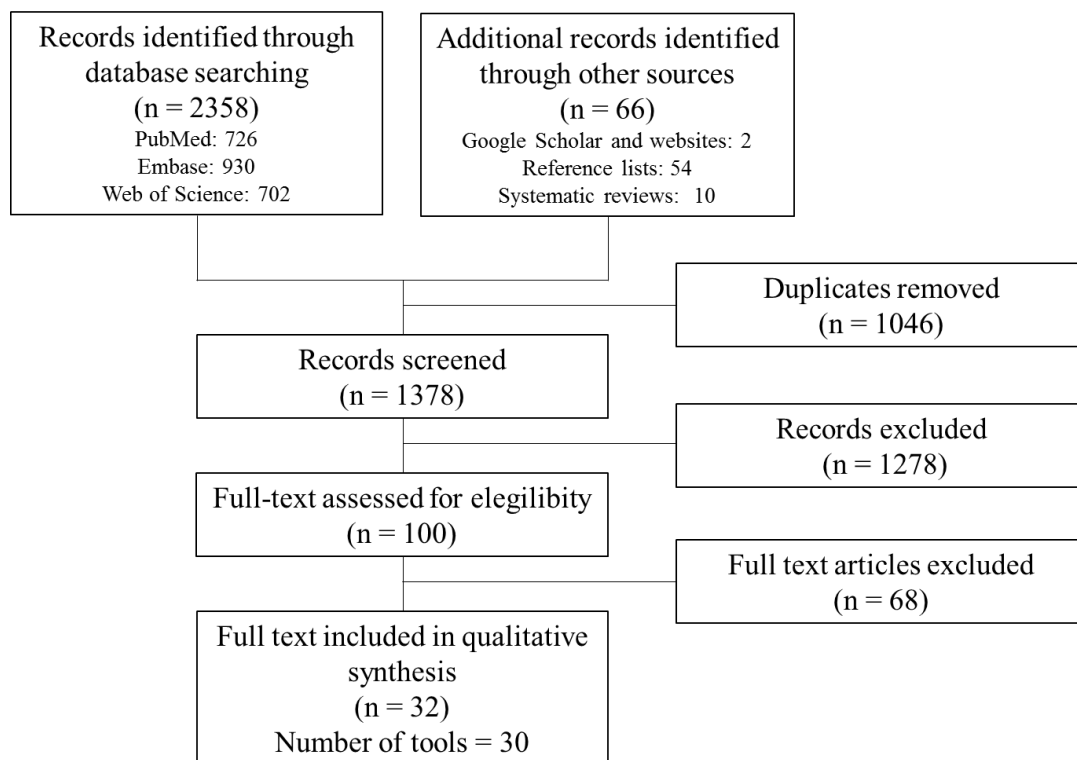 Records identified through
database searching
(n = 2358)
PubMed: 726
Embase: 930
Web of Science: 702
Additional records identified
through other sources
(n = 66)
Google Scholar and websites: 2
Reference lists: 54
Systematic reviews: 10
Duplicates removed
(n = 1046)
Records screened
(n = 1378)
Records excluded
(n = 1278)
Full-text assessed for elegilibity
(n = 100)
Full text articles excluded
(n = 68)
Full text included in qualitative
synthesis
(n = 32)
Number of tools = 30